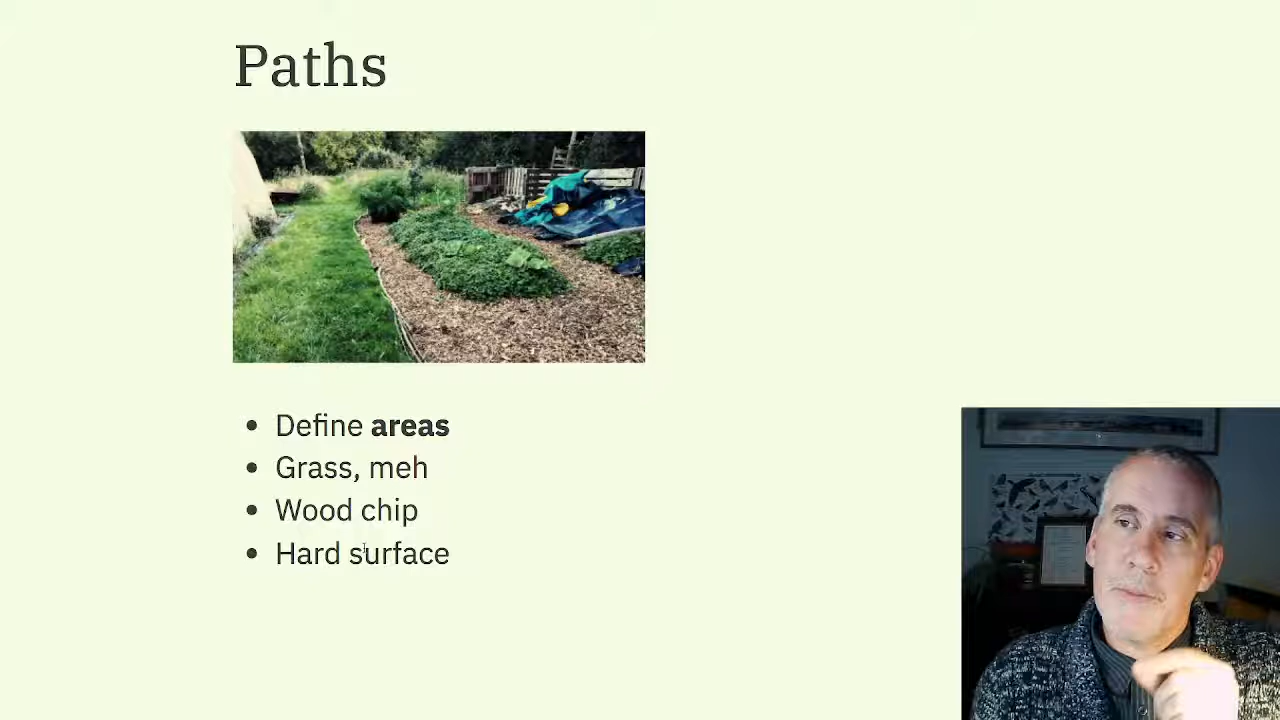 Paths
Define areas
Grass, meh
Wood chip
Hard surface